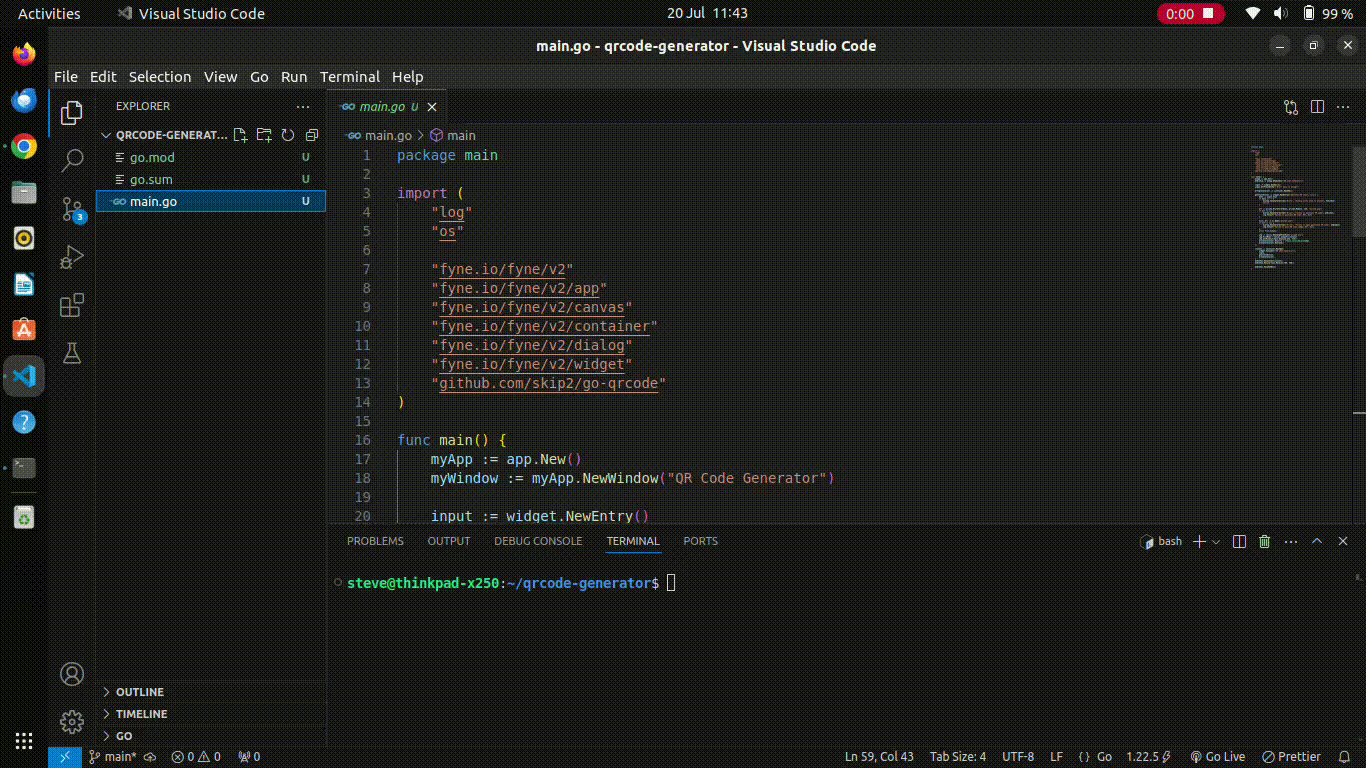 Activities Visual Studio Code 20 Jul 11:43 0:00 99 %
main.go - qrcode-generator - Visual Studio Code
File Edit Selection View Go Run Terminal Help
EXPLORER
QRCODE-GENERAT...
go.mod U
go.sum U
main.go U
3
OUTLINE
TIMELINE
GO
main.go U
main.go main
1 package main
2
3 import (
4 "log"
5 "os"
6
7 "fyne.io/fyne/v2"
8 "fyne.io/fyne/v2/app"
9 "fyne.io/fyne/v2/canvas"
10 "fyne.io/fyne/v2/container"
11 "fyne.io/fyne/v2/dialog"
12 "fyne.io/fyne/v2/widget"
13 "github.com/skip2/go-qrcode"
14 )
15
16 func main() {
17 myApp := app.New()
18 myWindow := myApp.NewWindow("QR Code Generator")
19
20 input := widget.NewEntry()
PROBLEMS OUTPUT DEBUG CONSOLE TERMINAL PORTS bash
steve@thinkpad-x250:~/qrcode-generator$
main* 0 0 0 Ln 59, Col 43 Tab Size: 4 UTF-8 LF {} Go 1.22.5 Go Live Prettier